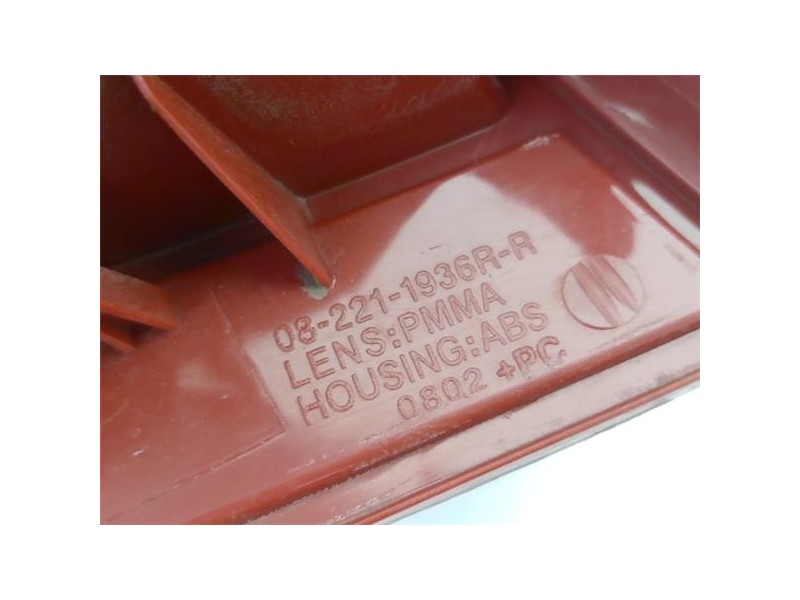 08-221-1936R-R
LENS:PMMA
HOUSING:ABS
0802 +PC